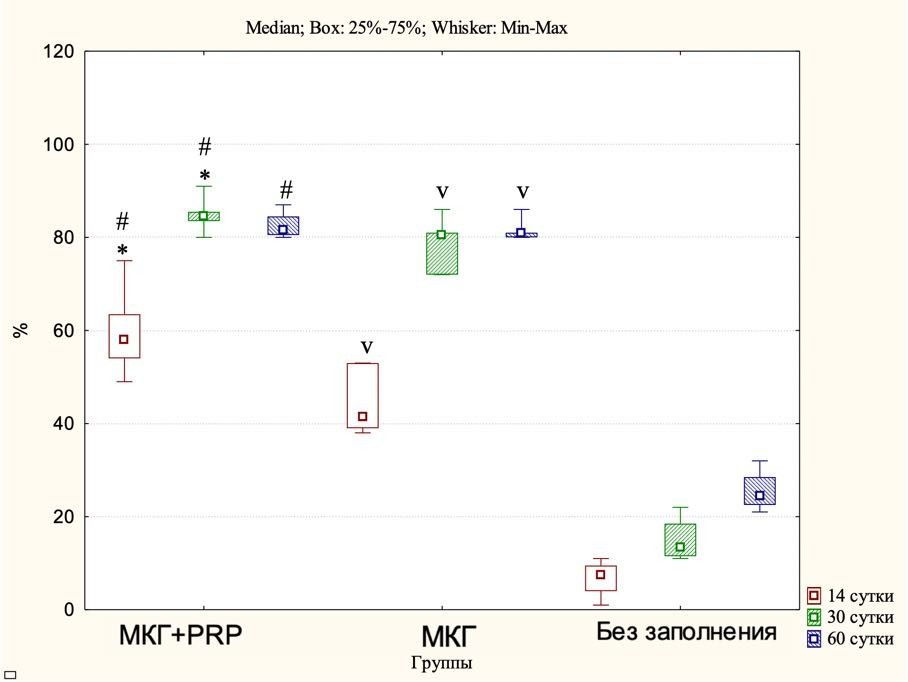 Median; Box: 25%-75%; Whisker: Min-Max
120
100
80
60
40
20
0
%
#
*
#
*
#
v
v
v
МКГ+PRP
МКГ
Без заполнения
Группы
14 сутки
30 сутки
60 сутки